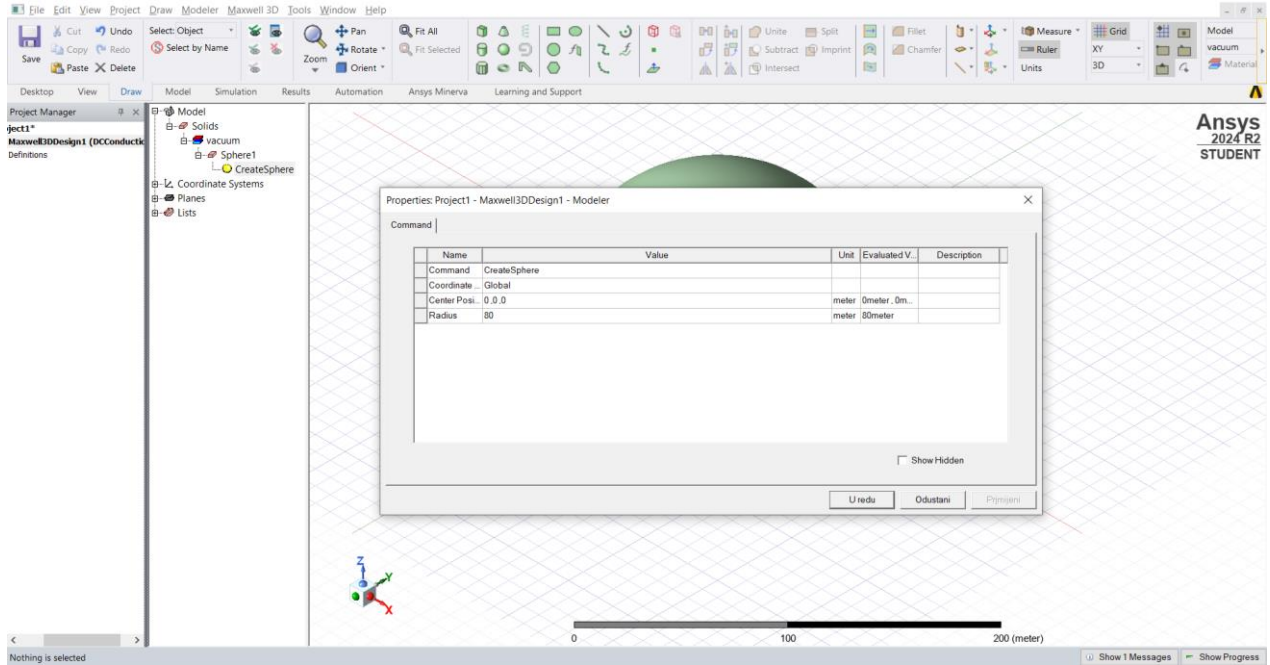 File Edit View Project Draw Modeler Maxwell 3D Tools Window Help
Save
Cut Undo
Copy Redo
Paste Delete
Select: Object
Select by Name
Zoom
Pan
Rotate
Orient
Fit All
Fit Selected
Unite Split
Subtract Imprint
Intersect
Fillet
Chamfer
Measure
Ruler
Units
Grid
XY
3D
Model
vacuum
Material
Desktop View Draw Model Simulation Results Automation Ansys Minerva Learning and Support
Project Manager
ject1*
Maxwell3DDesign1 (DCConductic
Definitions
Model
Solids
vacuum
Sphere1
CreateSphere
Coordinate Systems
Planes
Lists
Ansys
2024 R2
STUDENT
Properties: Project1 - Maxwell3DDesign1 - Modeler
Command
Name Value Unit Evaluated V... Description
Command CreateSphere
Coordinate ... Global
Center Posi... 0 ,0 ,0 meter 0meter , 0m...
Radius 80 meter 80meter
Show Hidden
U redu Odustani Primijeni
Z
Y
X
0 100 200 (meter)
Nothing is selected
Show 1 Messages Show Progress